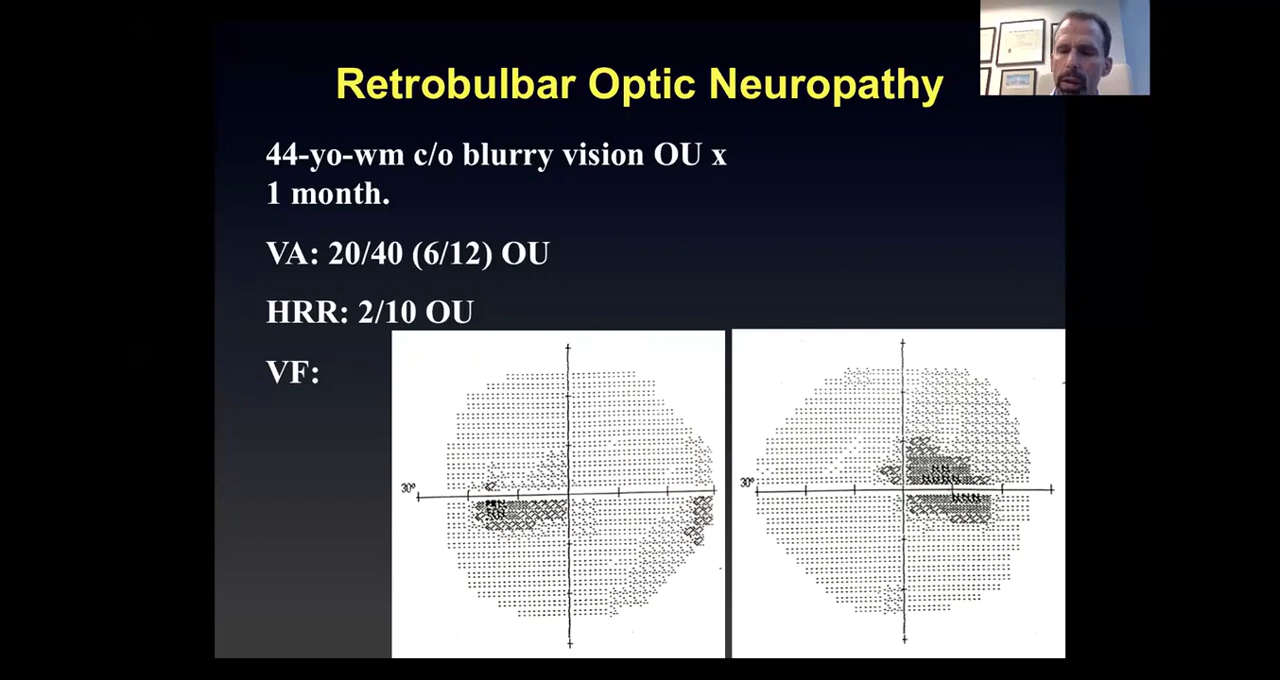 Retrobulbar Optic Neuropathy
44-yo-wm c/o blurry vision OU x
1 month.
VA: 20/40 (6/12) OU
HRR: 2/10 OU
VF:
30°
30°